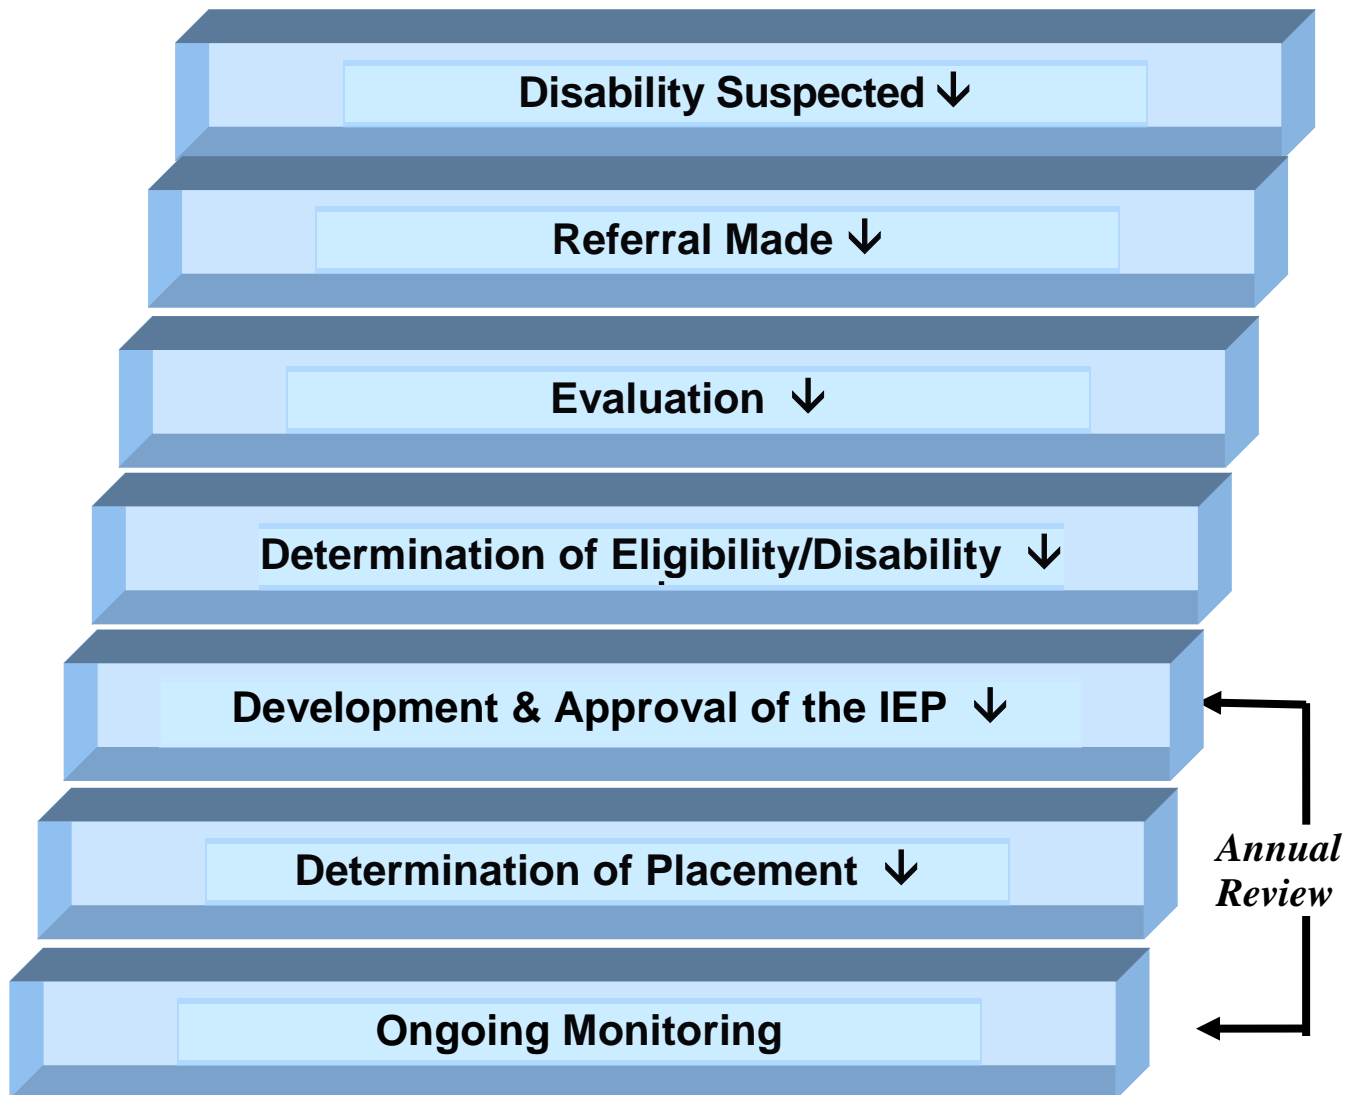 Disability Suspected ↓
Referral Made ↓
Evaluation ↓
Determination of Eligibility/Disability ↓
Development & Approval of the IEP ↓
Determination of Placement ↓
Annual
Review
Ongoing Monitoring